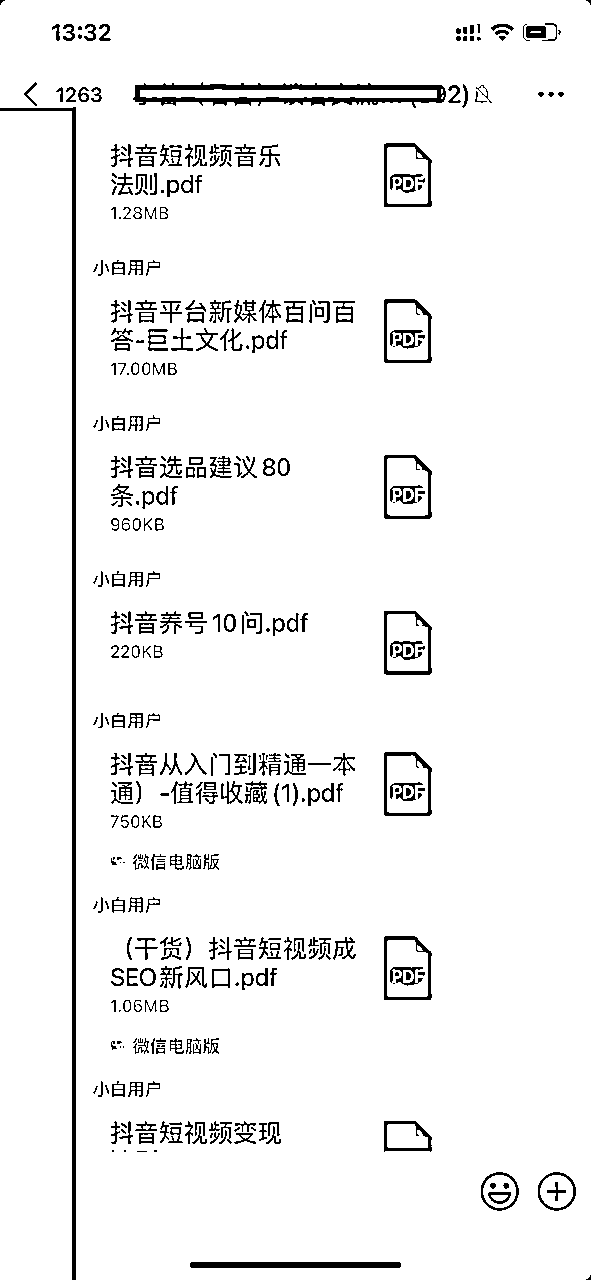 13:32
1263
92)
抖音短视频音乐
法则.pdf
1.28MB
小白用户
抖音平台新媒体百问百
答-巨土文化.pdf
17.00MB
小白用户
抖音选品建议80
条.pdf
960KB
小白用户
抖音养号10问.pdf
220KB
小白用户
抖音从入门到精通一本
通）-值得收藏(1).pdf
750KB
微信电脑版
小白用户
（干货）抖音短视频成
SEO新风口.pdf
1.06MB
微信电脑版
小白用户
抖音短视频变现
PDF
PDF
PDF
PDF
PDF
PDF